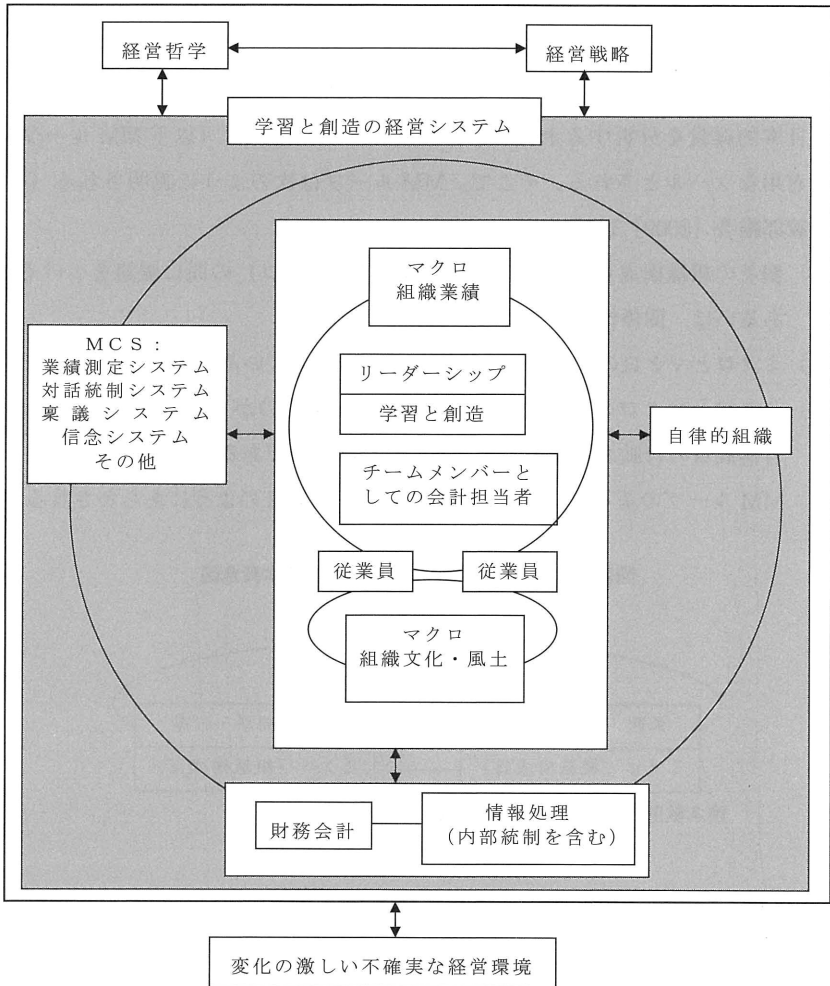 経営哲学
経営戦略
学習と創造の経営システム
マクロ
組織業績
MCS:
業績測定システム
対話統制システム
稟議システム
信念システム
その他
リーダーシップ
学習と創造
自律的組織
チームメンバーと
しての会計担当者
従業員
従業員
マクロ
組織文化・風土
財務会計
情報処理
(内部統制を含む)
変化の激しい不確実な経営環境